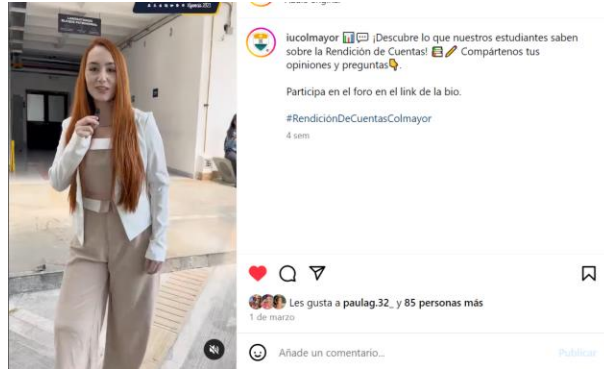 Vigencia 2023
iucolmayor 📊💬 ¡Descubre lo que nuestros estudiantes saben
sobre la Rendición de Cuentas! 📚✏️ Compártenos tus
opiniones y preguntas👇.
Participa en el foro en el link de la bio.
#RendiciónDeCuentasColmayor
4 sem
Les gusta a paulag.32_ y 85 personas más
1 de marzo
Añade un comentario...
Publicar